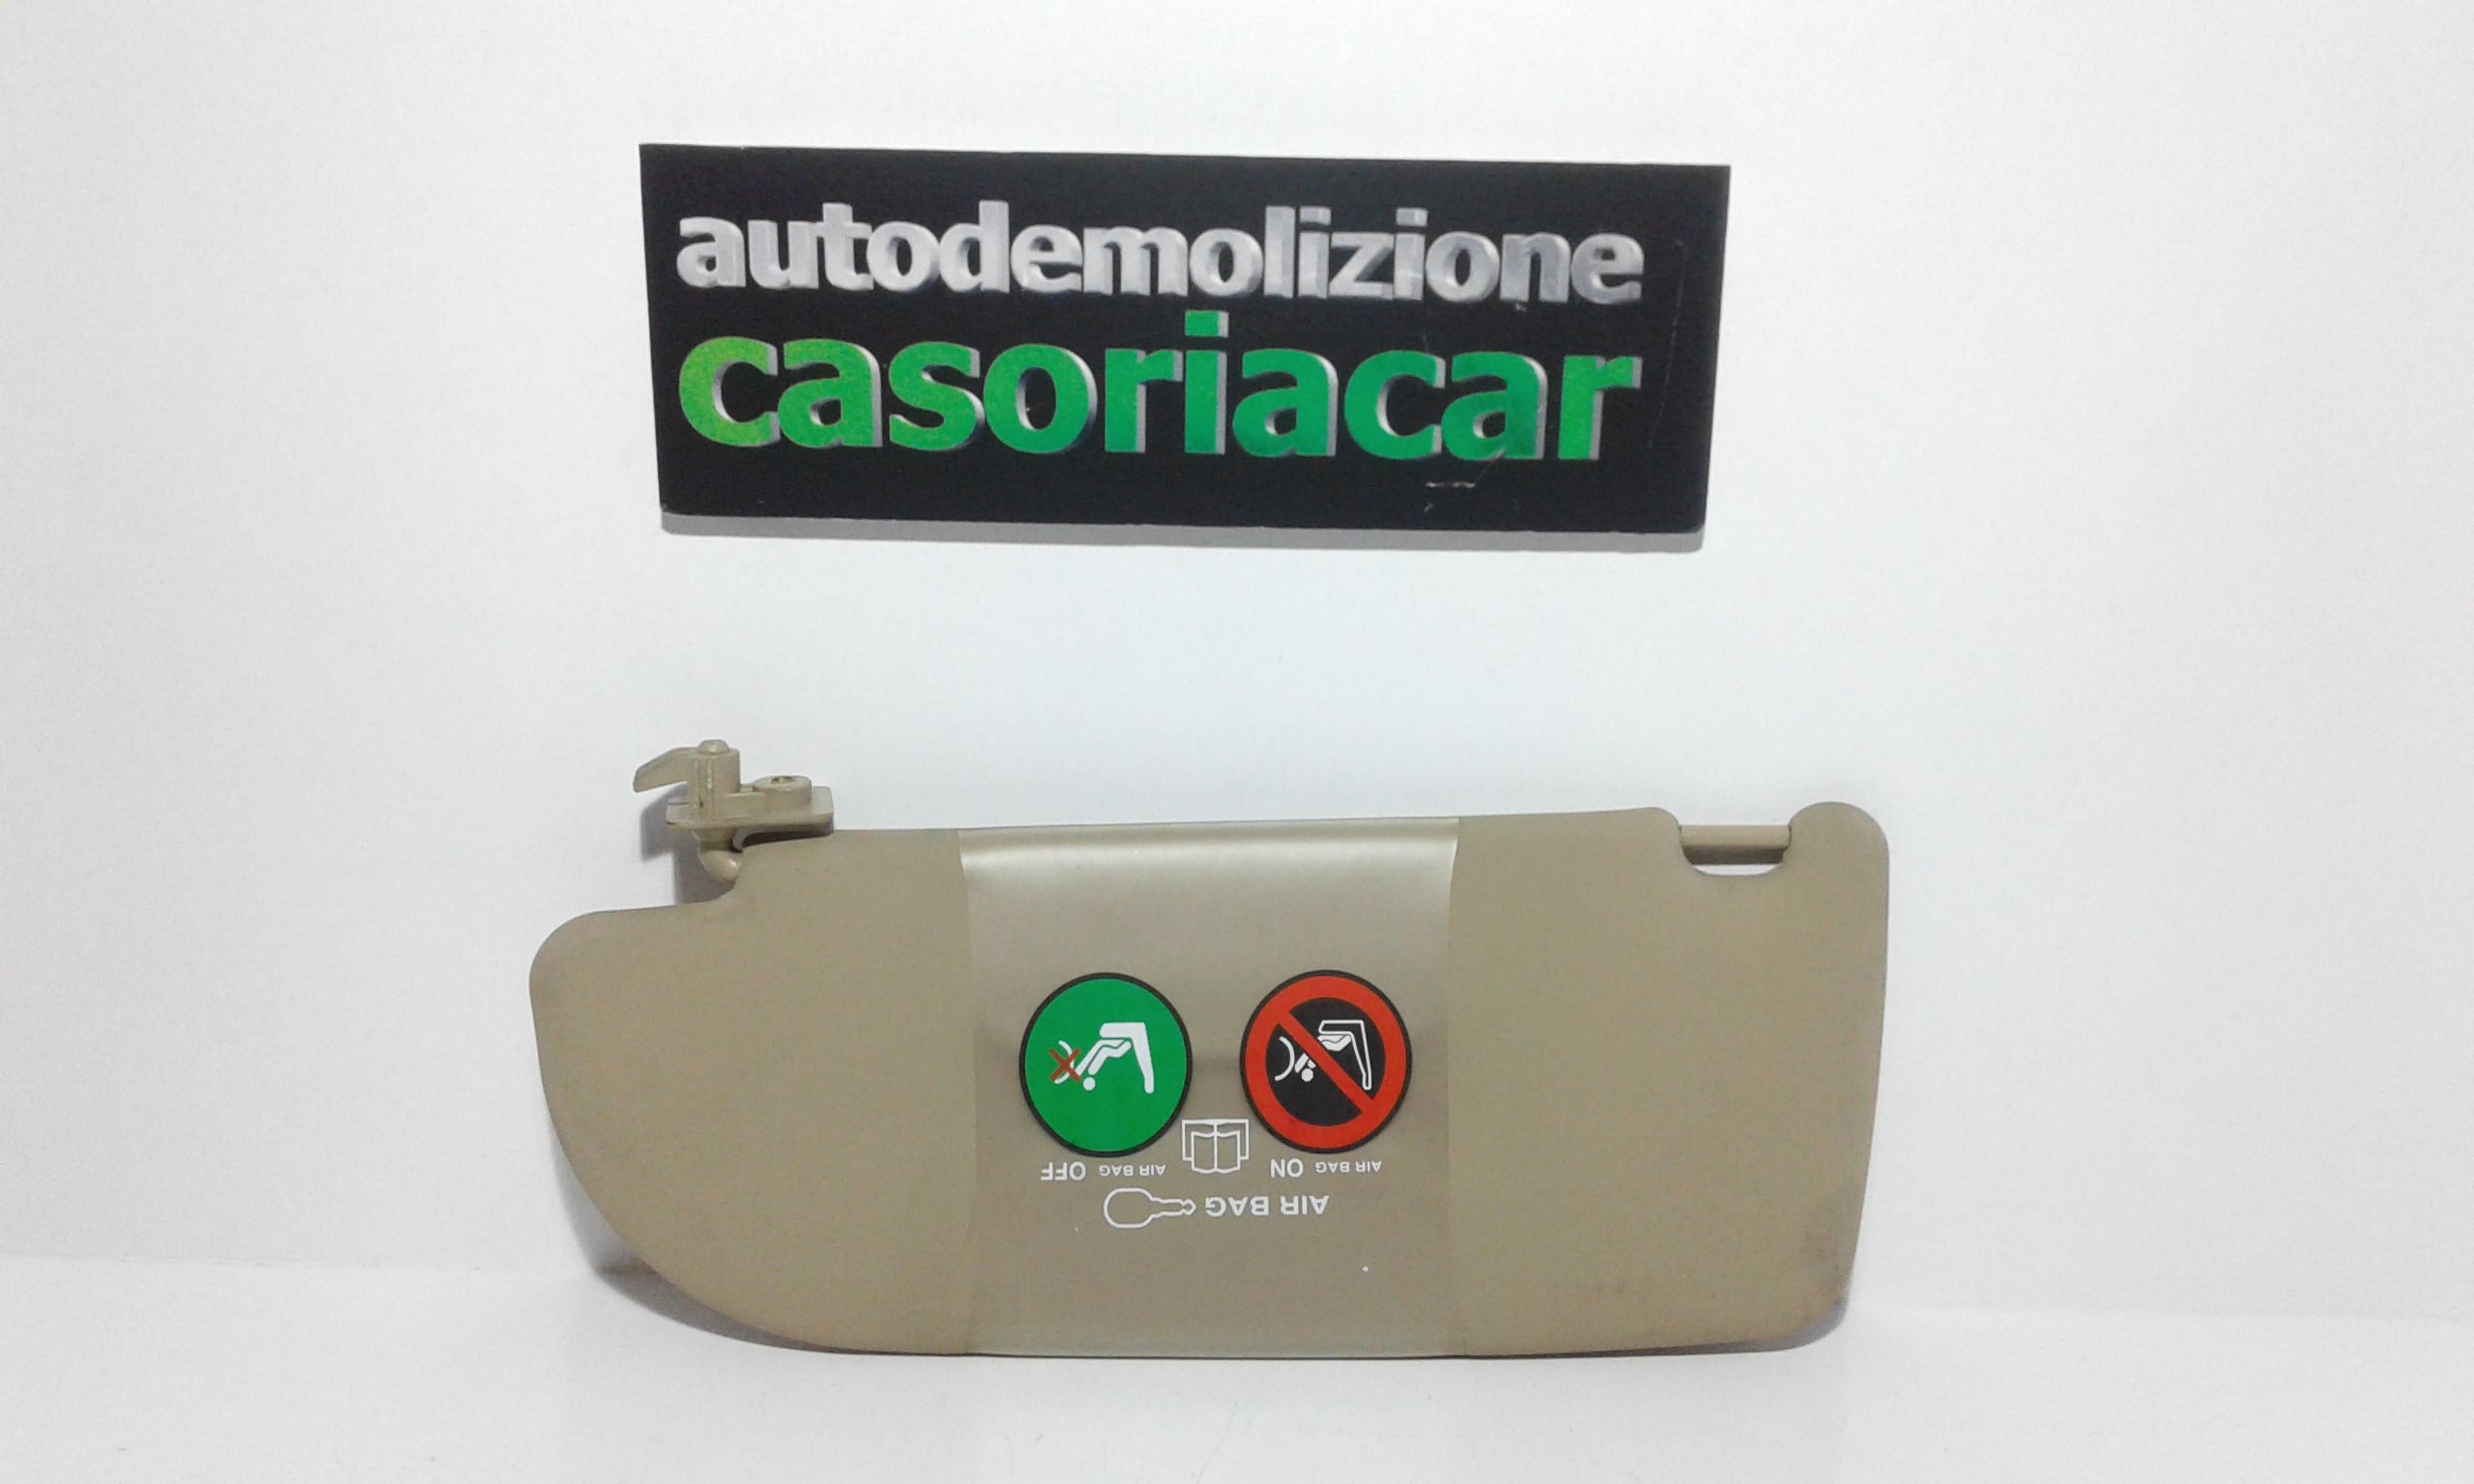 autodemolizione
casoriacar
AIR BAG
AIR BAG ON
AIR BAG OFF